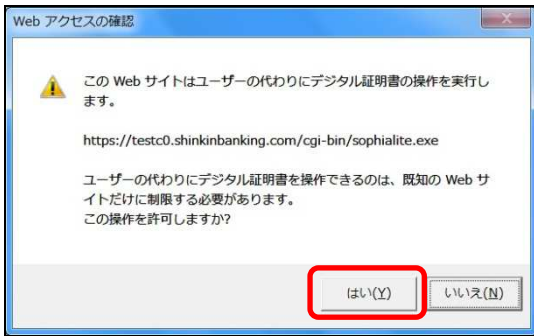 Web アクセスの確認
この Web サイトはユーザーの代わりにデジタル証明書の操作を実行し
ます。
https://testc0.shinkinbanking.com/cgi-bin/sophialite.exe
ユーザーの代わりにデジタル証明書を操作できるのは、既知の Web サ
イトだけに制限する必要があります。
この操作を許可しますか?
はい(Y)
いいえ(N)